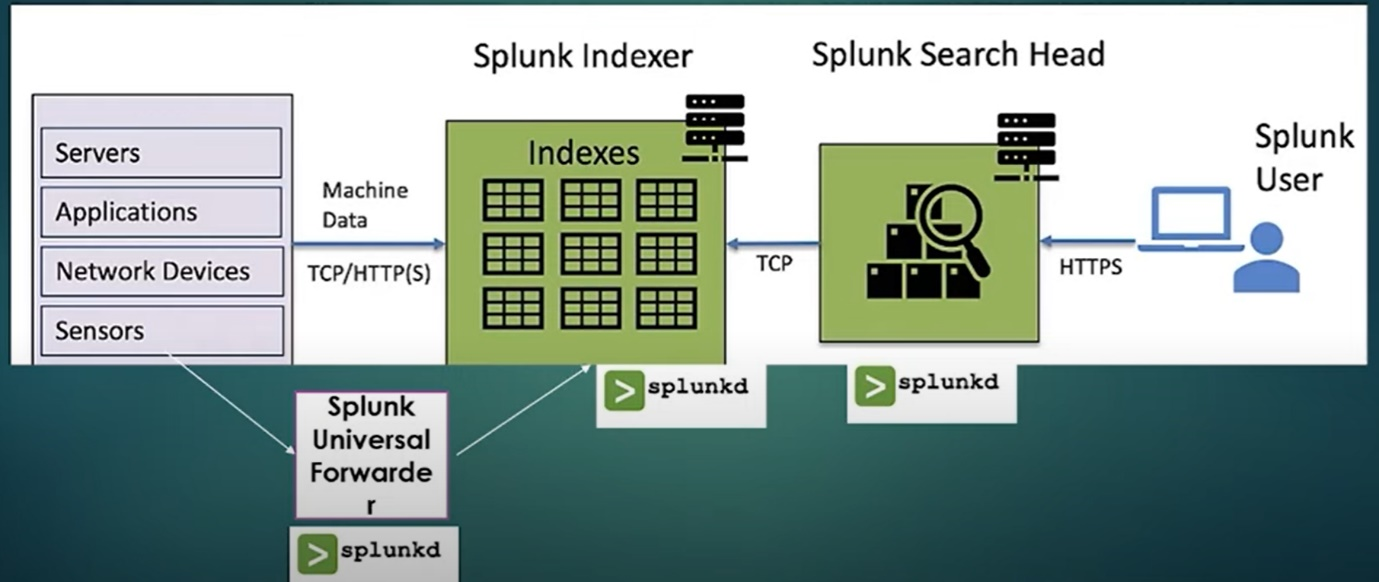 Splunk Indexer
Splunk Search Head
Servers
Applications
Network Devices
Sensors
Machine
Data
TCP/HTTP(S)
Indexes
TCP
HTTPS
Splunk
User
splunkd
splunkd
Splunk
Universal
Forwarde
r
splunkd